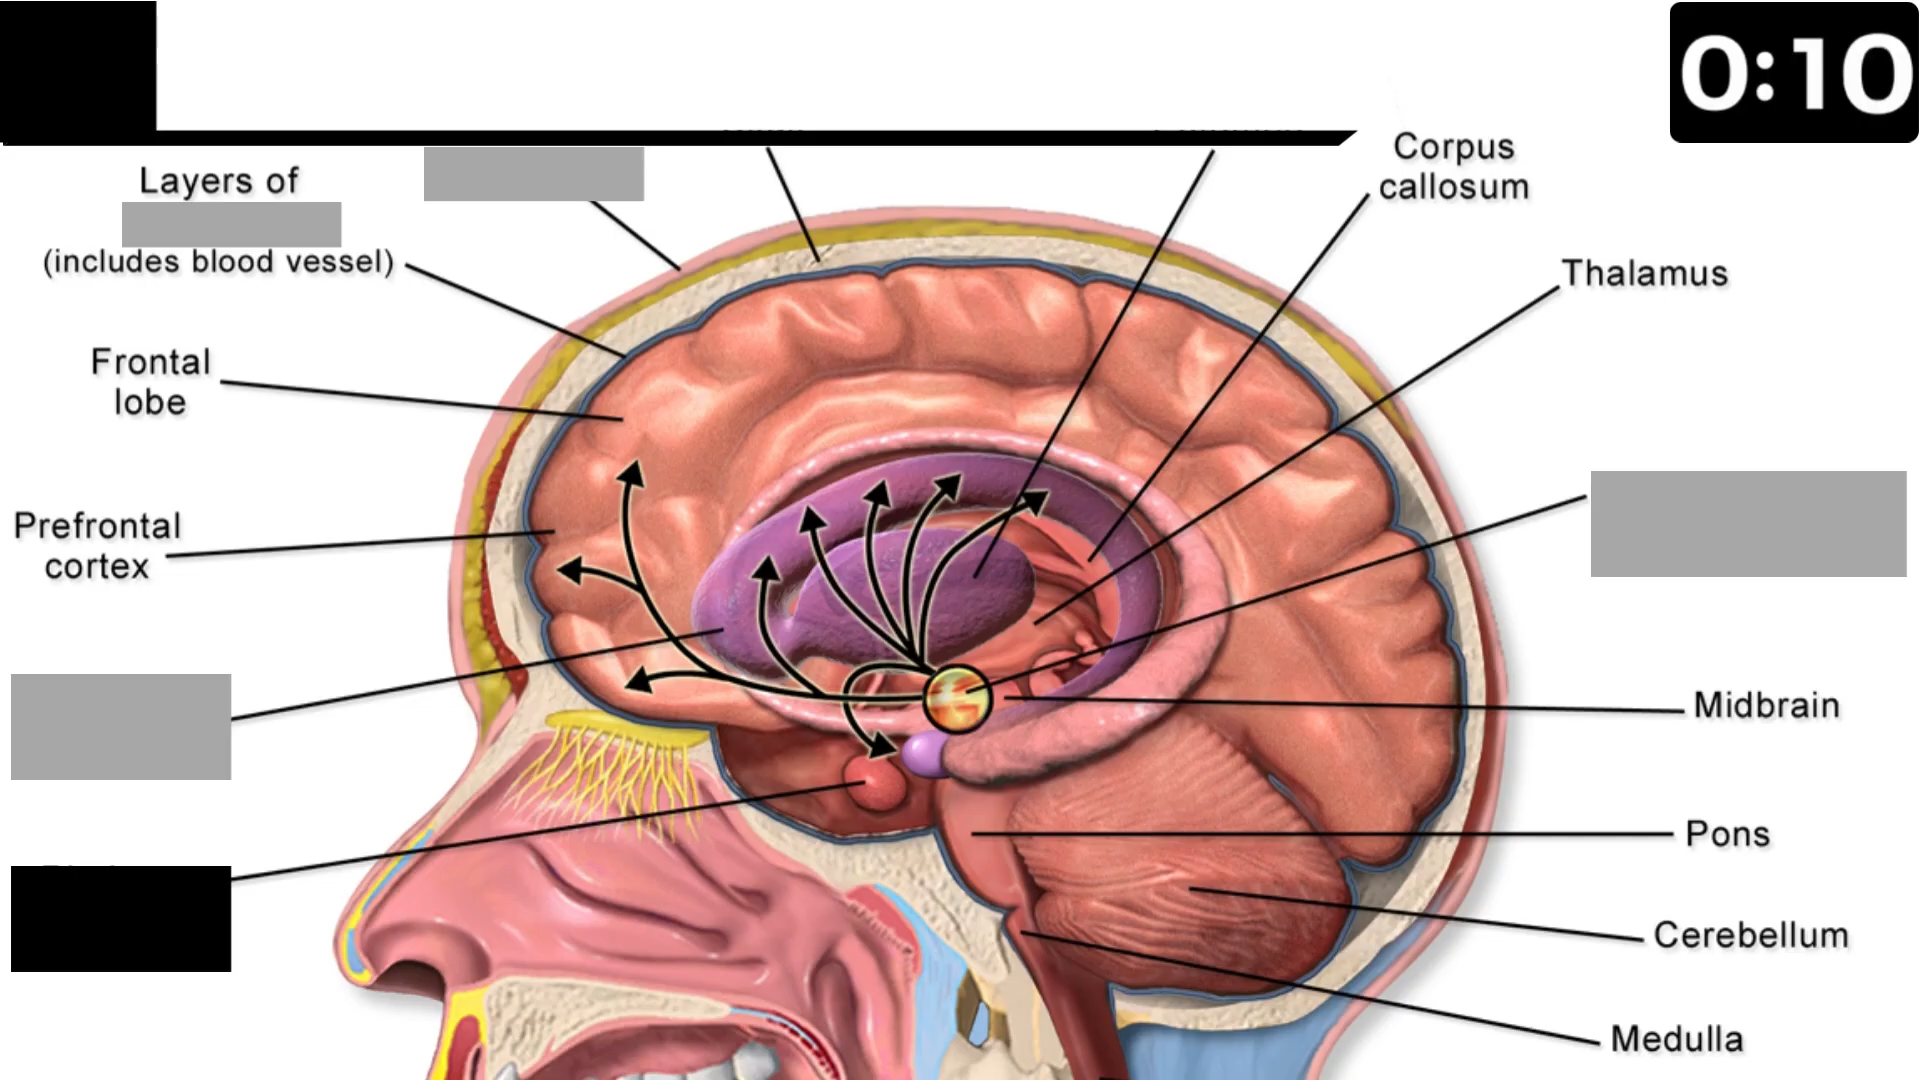 0:10
Corpus
callosum
Layers of
(includes blood vessel)
Thalamus
Frontal
lobe
Prefrontal
cortex
Midbrain
Pons
Cerebellum
Medulla